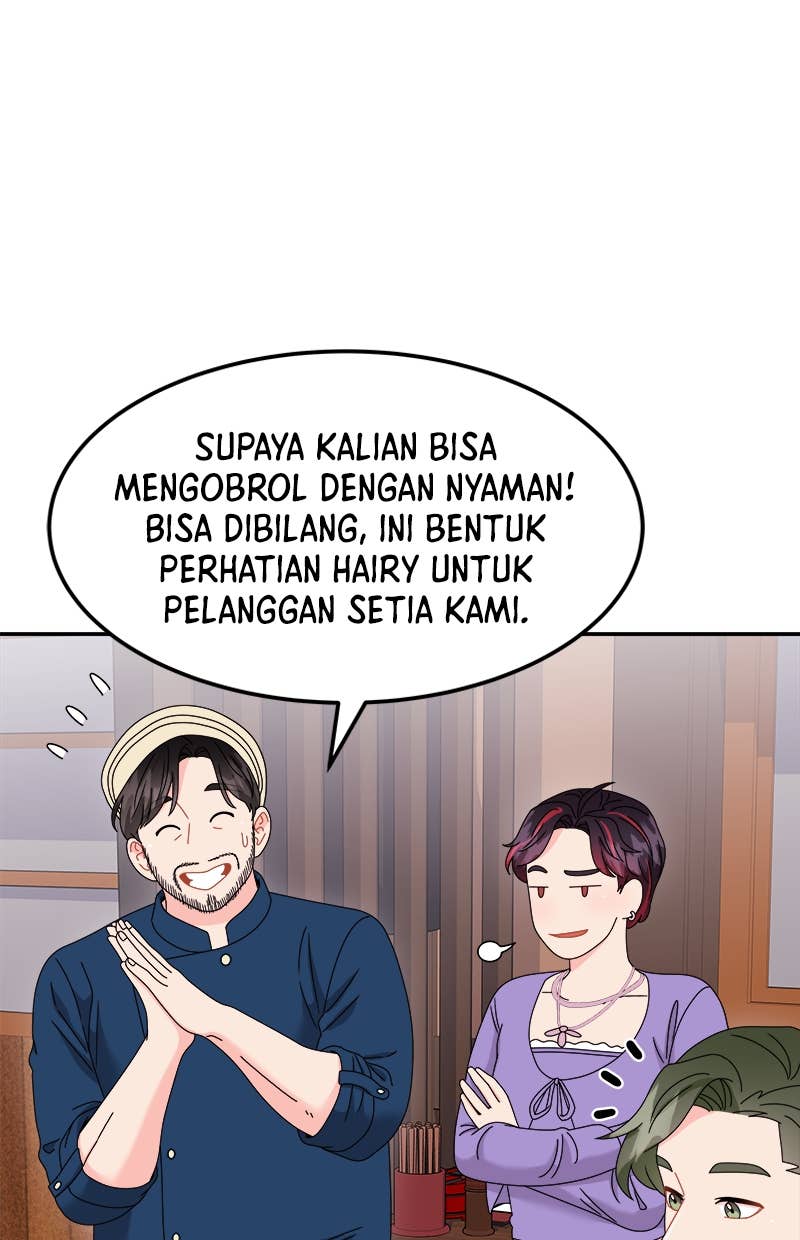 SUPAYA KALIAN BISA
MENGOBROL DENGAN NYAMAN!
BISA DIBILANG, INI BENTUK
PERHATIAN HAIRY UNTUK
PELANGGAN SETIA KAMI.